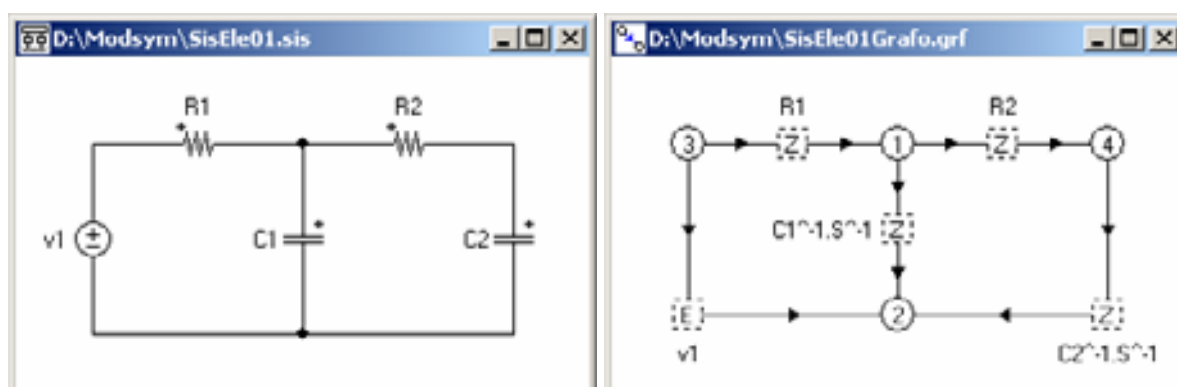 D:\Modsym\SisEle01.sis
R1
R2
v1
C1
C2
D:\Modsym\SisEle01Grafo.grf
R1
R2
3
Z
1
Z
4
C1^-1.S^-1
Z
E
2
Z
v1
C2^-1.S^-1